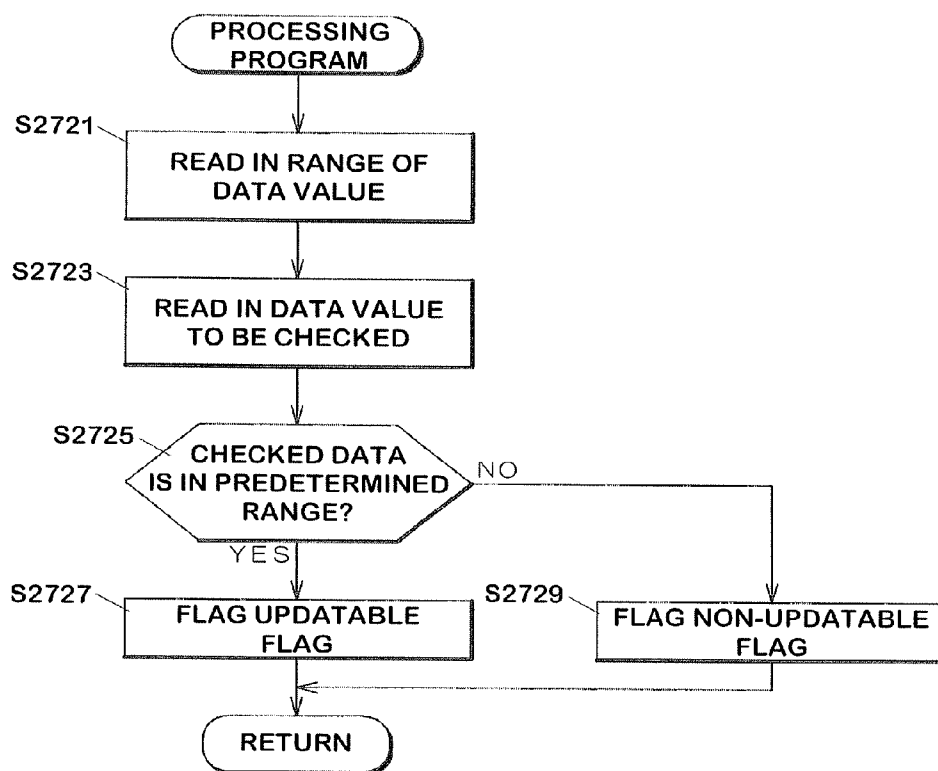 PROCESSING
PROGRAM
S2721
READ IN RANGE OF
DATA VALUE
S2723
READ IN DATA VALUE
TO BE CHECKED
S2725
CHECKED DATA
IS IN PREDETERMINED
RANGE?
NO
YES
S2727
FLAG UPDATABLE
FLAG
S2729
FLAG NON-UPDATABLE
FLAG
RETURN